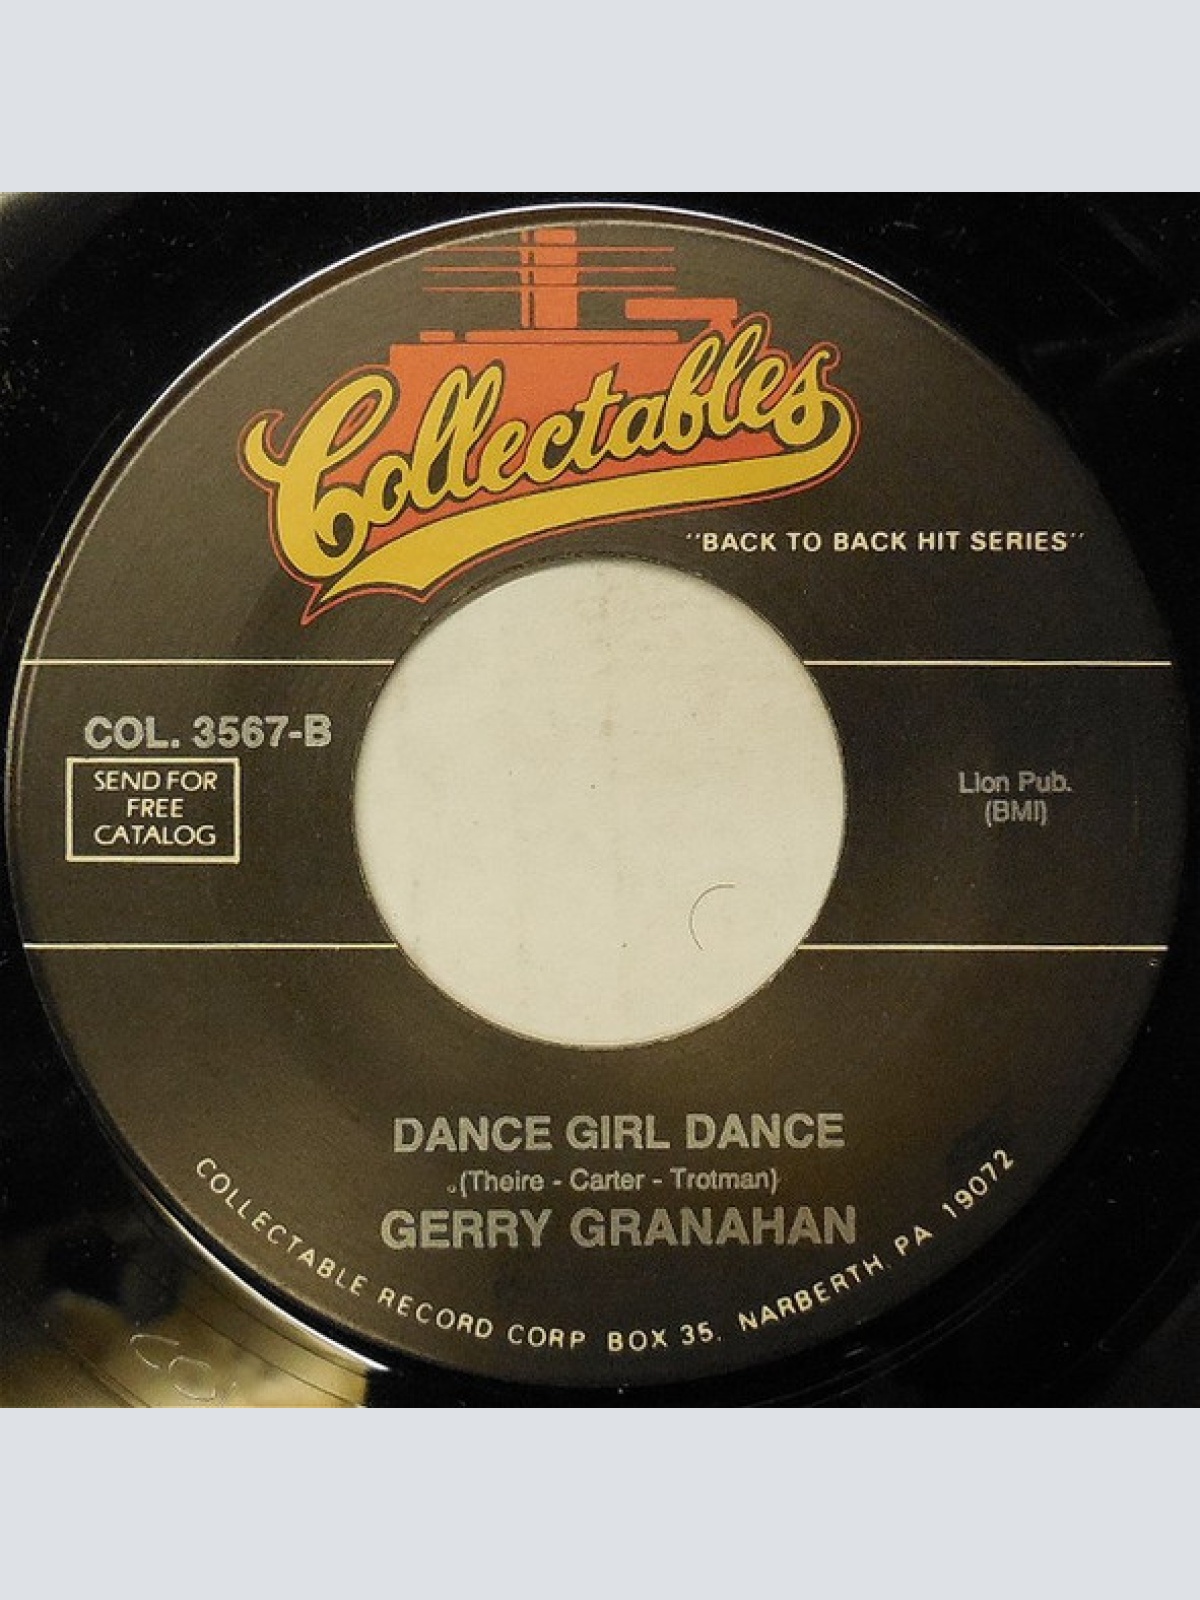 Collectables
"BACK TO BACK HIT SERIES"
COL. 3567-B
SEND FOR
FREE
CATALOG
Lion Pub.
(BMI)
DANCE GIRL DANCE
(Theire - Carter - Trotman)
GERRY GRANAHAN
COLLECTABLE RECORD CORP BOX 35, NARBERTH, PA 19072